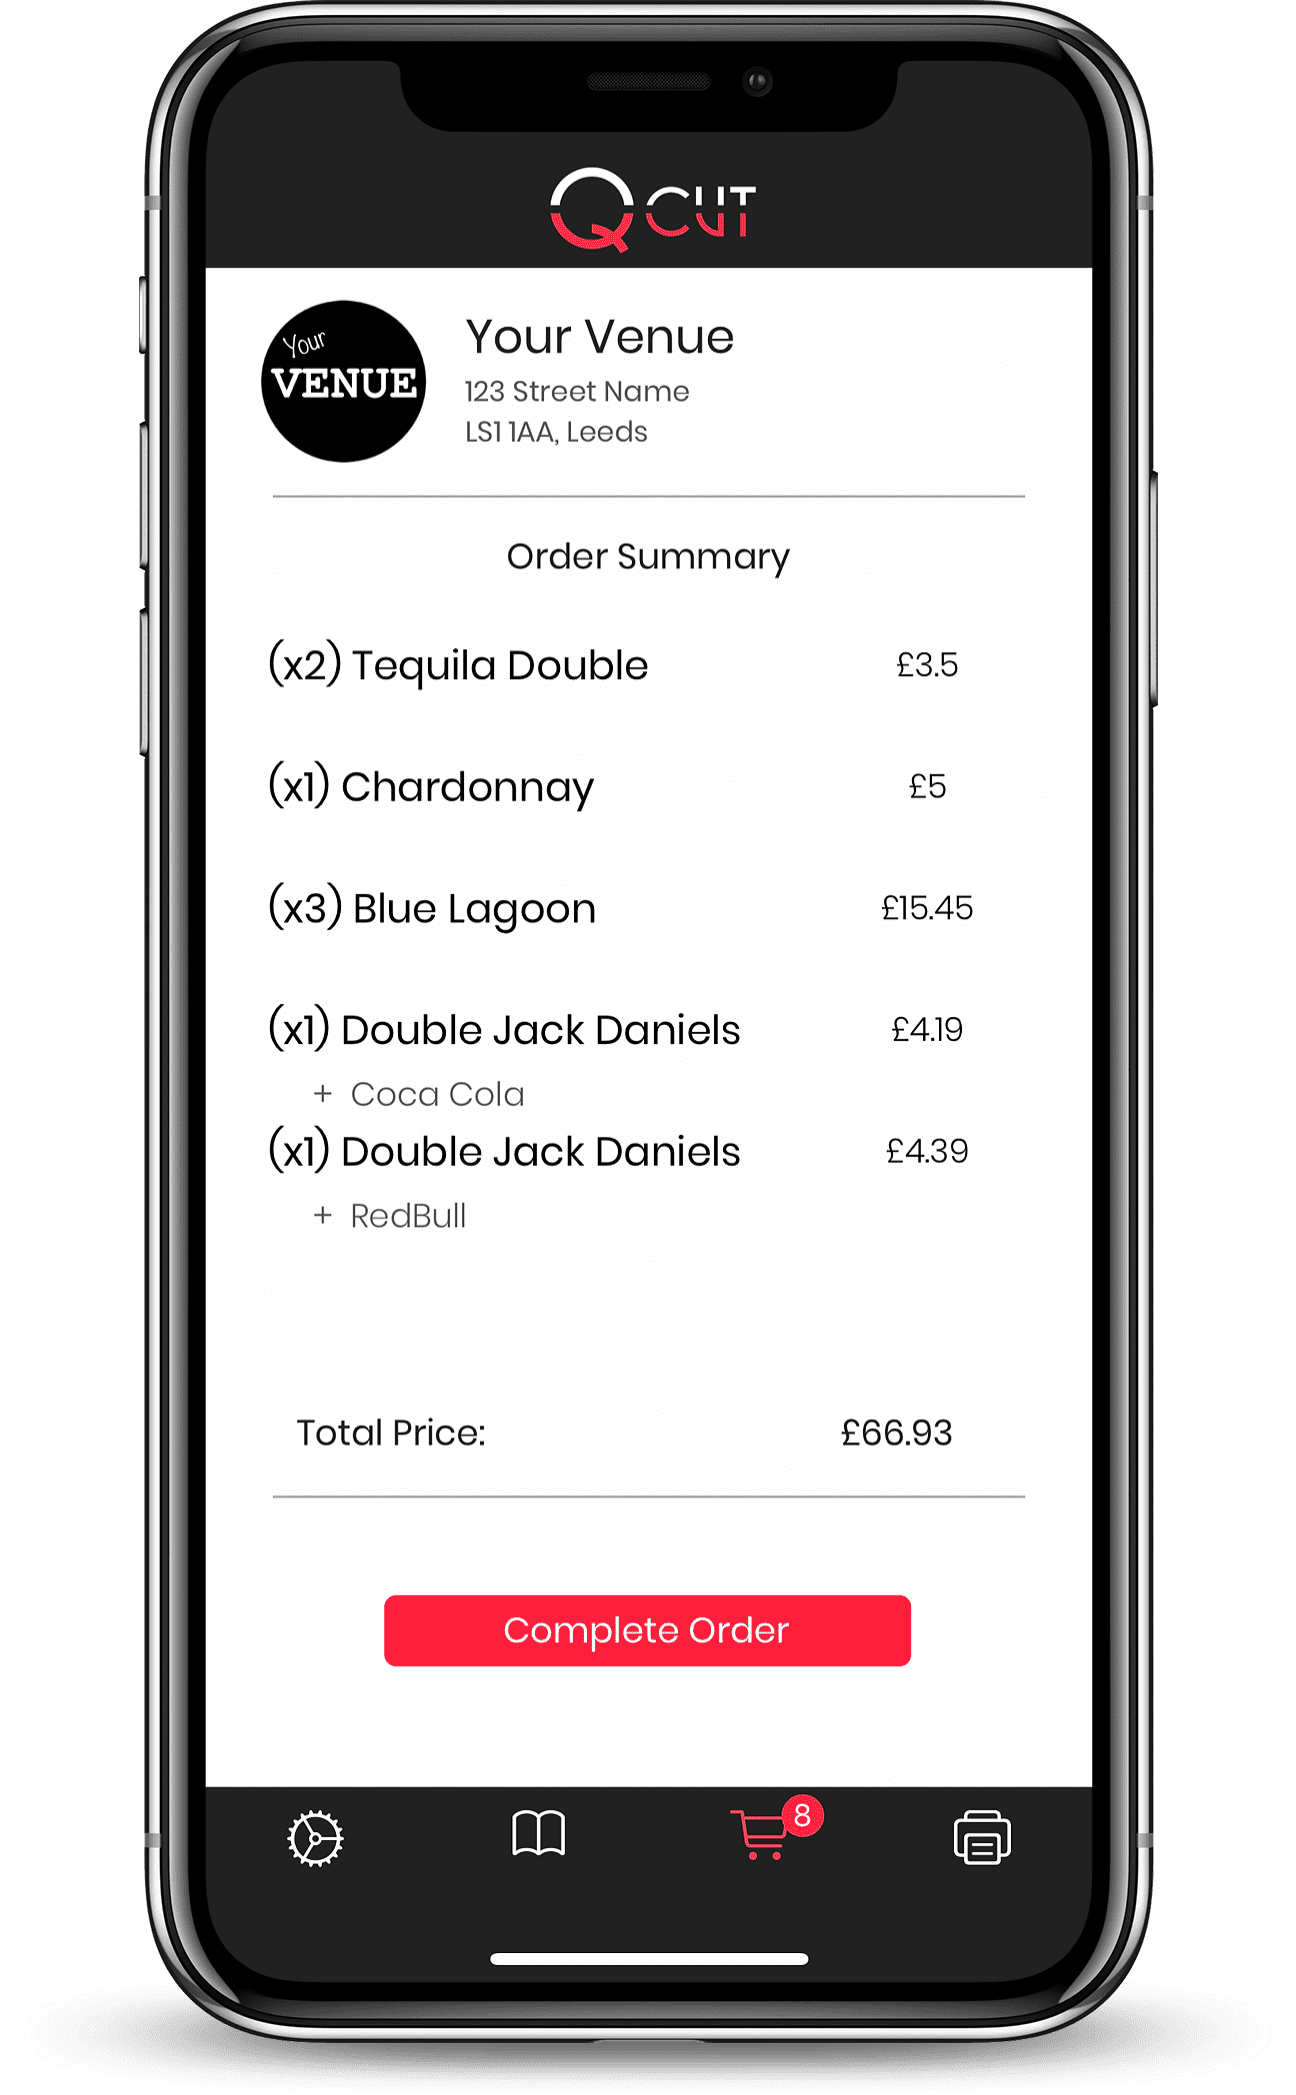 Q CUT
Your
VENUE
Your Venue
123 Street Name
LS1 1AA, Leeds
Order Summary
(x2) Tequila Double £3.5
(x1) Chardonnay £5
(x3) Blue Lagoon £15.45
(x1) Double Jack Daniels £4.19
+ Coca Cola
(x1) Double Jack Daniels £4.39
+ RedBull
Total Price: £66.93
Complete Order
8